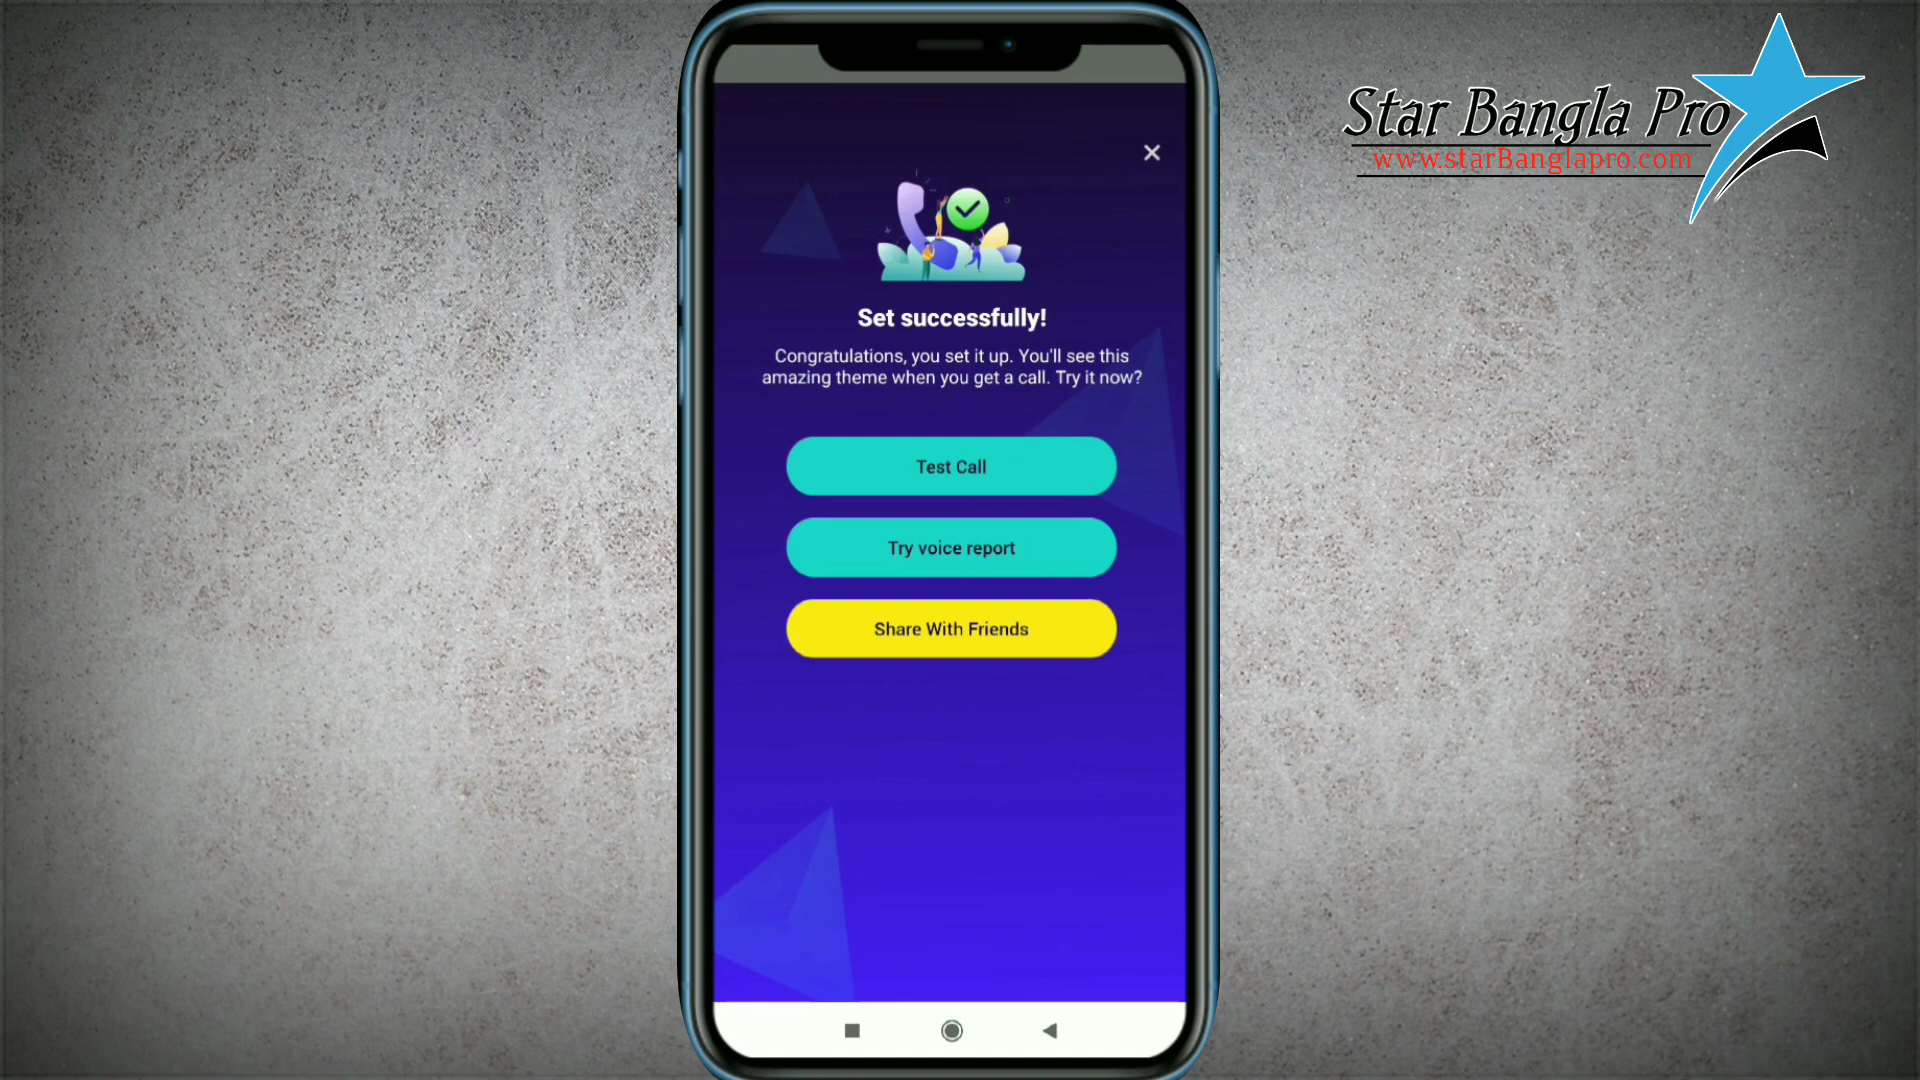 Star Bangla Pro
www.starBanglapro.com
Set successfully!
Congratulations, you set it up. You'll see this
amazing theme when you get a call. Try it now?
Test Call
Try voice report
Share With Friends